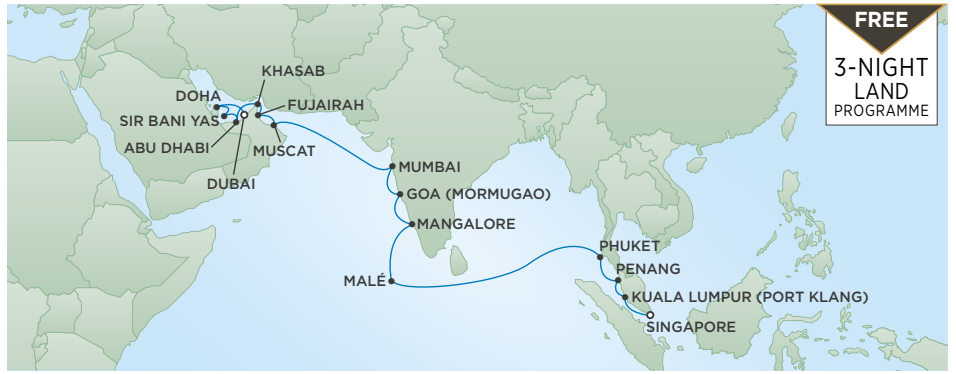 FREE
3-NIGHT
LAND
PROGRAMME
KHASAB
DOHA
FUJAIRAH
SIR BANI YAS
ABU DHABI
MUSCAT
DUBAI
MUMBAI
GOA (MORMUGAO)
MANGALORE
MALÉ
PHUKET
PENANG
KUALA LUMPUR (PORT KLANG)
SINGAPORE